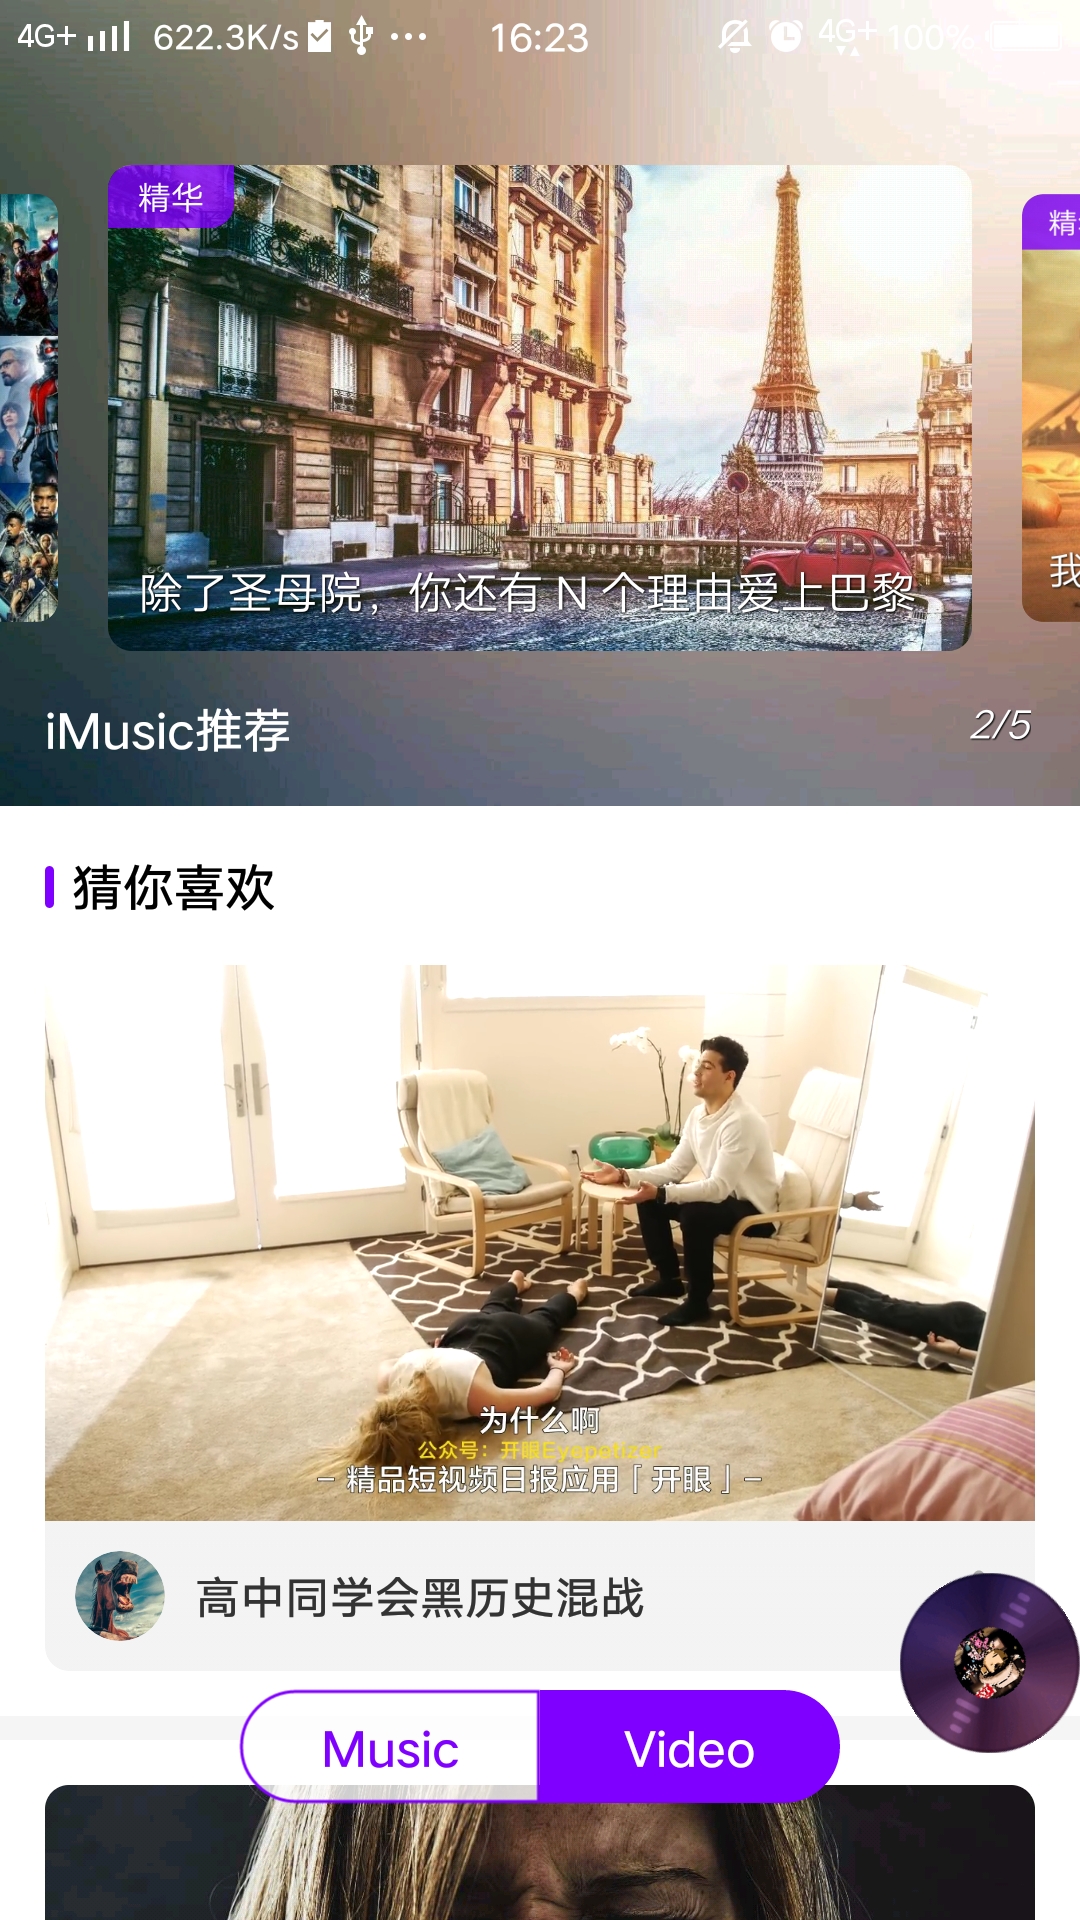 4G+ 622.3K/s 16:23 4G+ 100%
精华
精
除了圣母院，你还有 N 个理由爱上巴黎
我
iMusic推荐
2/5
猜你喜欢
为什么啊
公众号：开眼Eyepetizer
– 精品短视频日报应用「开眼」–
高中同学会黑历史混战
Music
Video